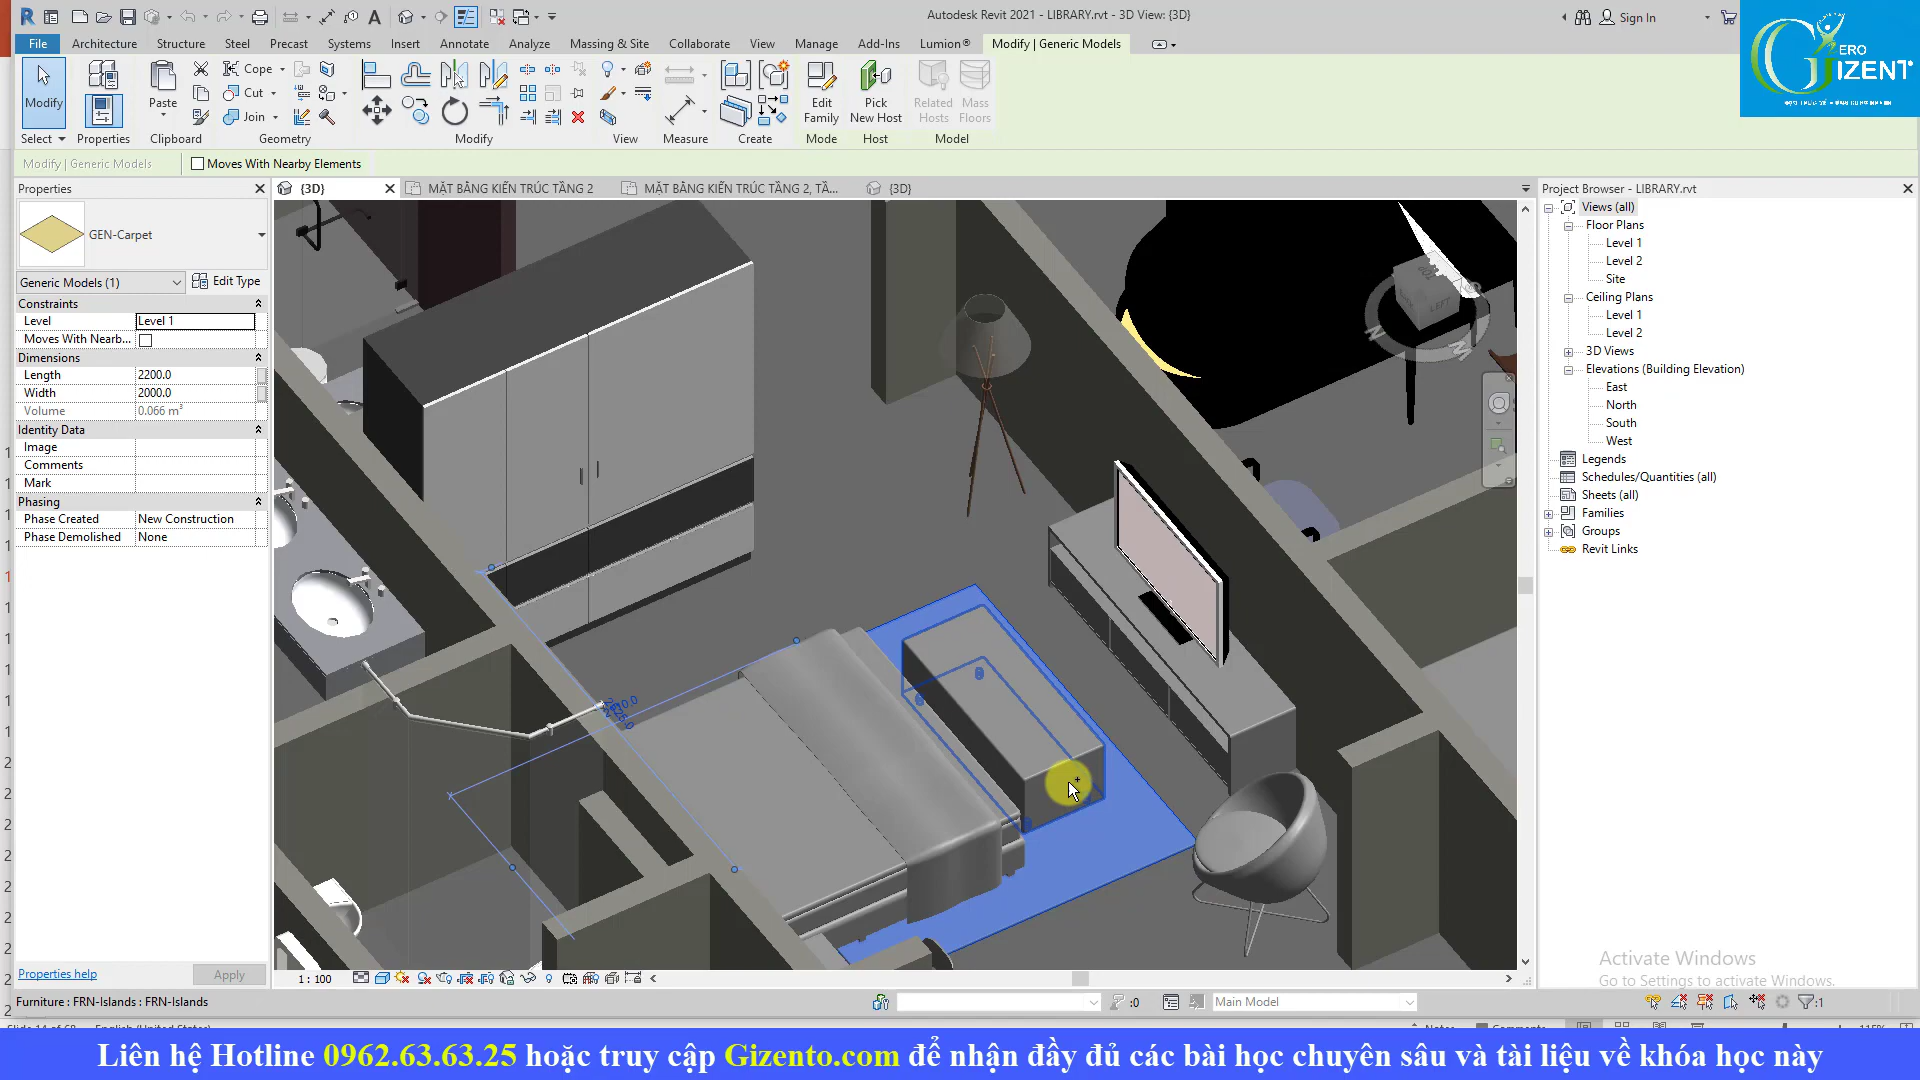 Autodesk Revit 2021 - LIBRARY.rvt - 3D View: {3D}
Sign In
File Architecture Structure Steel Precast Systems Insert Annotate Analyze Massing & Site Collaborate View Manage Add-Ins Lumion® Modify | Generic Models
ERO
GIZENT
Modify
Paste
Cope
Cut
Join
Edit Family
Pick New Host
Related Hosts
Mass Floors
Select Properties Clipboard Geometry Modify View Measure Create Mode Host Model
Modify | Generic Models Moves With Nearby Elements
Properties
{3D} MẶT BẰNG KIẾN TRÚC TẦNG 2 MẶT BẰNG KIẾN TRÚC TẦNG 2, TẦ... {3D}
Project Browser - LIBRARY.rvt
GEN-Carpet
Generic Models (1) Edit Type
Constraints
Level Level 1
Moves With Nearb...
Dimensions
Length 2200.0
Width 2000.0
Volume 0.066 m³
Identity Data
Image
Comments
Mark
Phasing
Phase Created New Construction
Phase Demolished None
Properties help Apply
LEFT
Views (all)
Floor Plans
Level 1
Level 2
Site
Ceiling Plans
Level 1
Level 2
3D Views
Elevations (Building Elevation)
East
North
South
West
Legends
Schedules/Quantities (all)
Sheets (all)
Families
Groups
Revit Links
Activate Windows
Go to Settings to activate Windows.
1 : 100
Furniture : FRN-Islands : FRN-Islands
:0
Main Model
:1
Liên hệ Hotline 0962.63.63.25 hoặc truy cập Gizento.com để nhận đầy đủ các bài học chuyên sâu và tài liệu về khóa học này